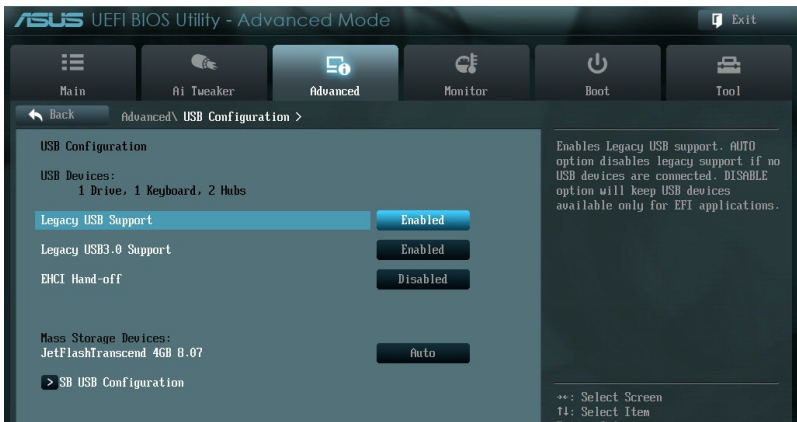 ASUS UEFI BIOS Utility - Advanced Mode
Exit
Main
Ai Tweaker
Advanced
Monitor
Boot
Tool
Back
Advanced\ USB Configuration >
USB Configuration
USB Devices:
1 Drive, 1 Keyboard, 2 Hubs
Legacy USB Support Enabled
Legacy USB3.0 Support Enabled
EHCI Hand-off Disabled
Mass Storage Devices:
JetFlashTranscend 4GB 8.07 Auto
> SB USB Configuration
Enables Legacy USB support. AUTO
option disables legacy support if no
USB devices are connected. DISABLE
option will keep USB devices
available only for EFI applications.
→←: Select Screen
↑↓: Select Item